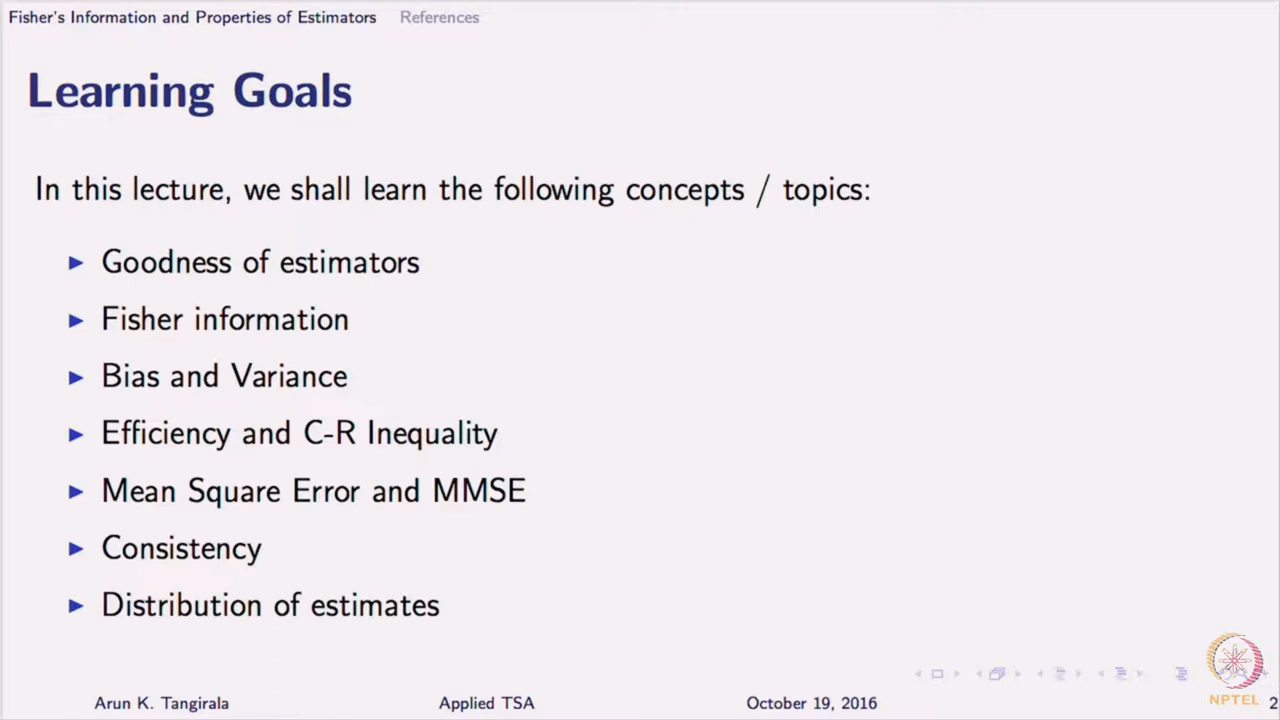 Fisher's Information and Properties of Estimators References
Learning Goals
In this lecture, we shall learn the following concepts / topics:
Goodness of estimators
Fisher information
Bias and Variance
Efficiency and C-R Inequality
Mean Square Error and MMSE
Consistency
Distribution of estimates
Arun K. Tangirala Applied TSA October 19, 2016 2
NPTEL